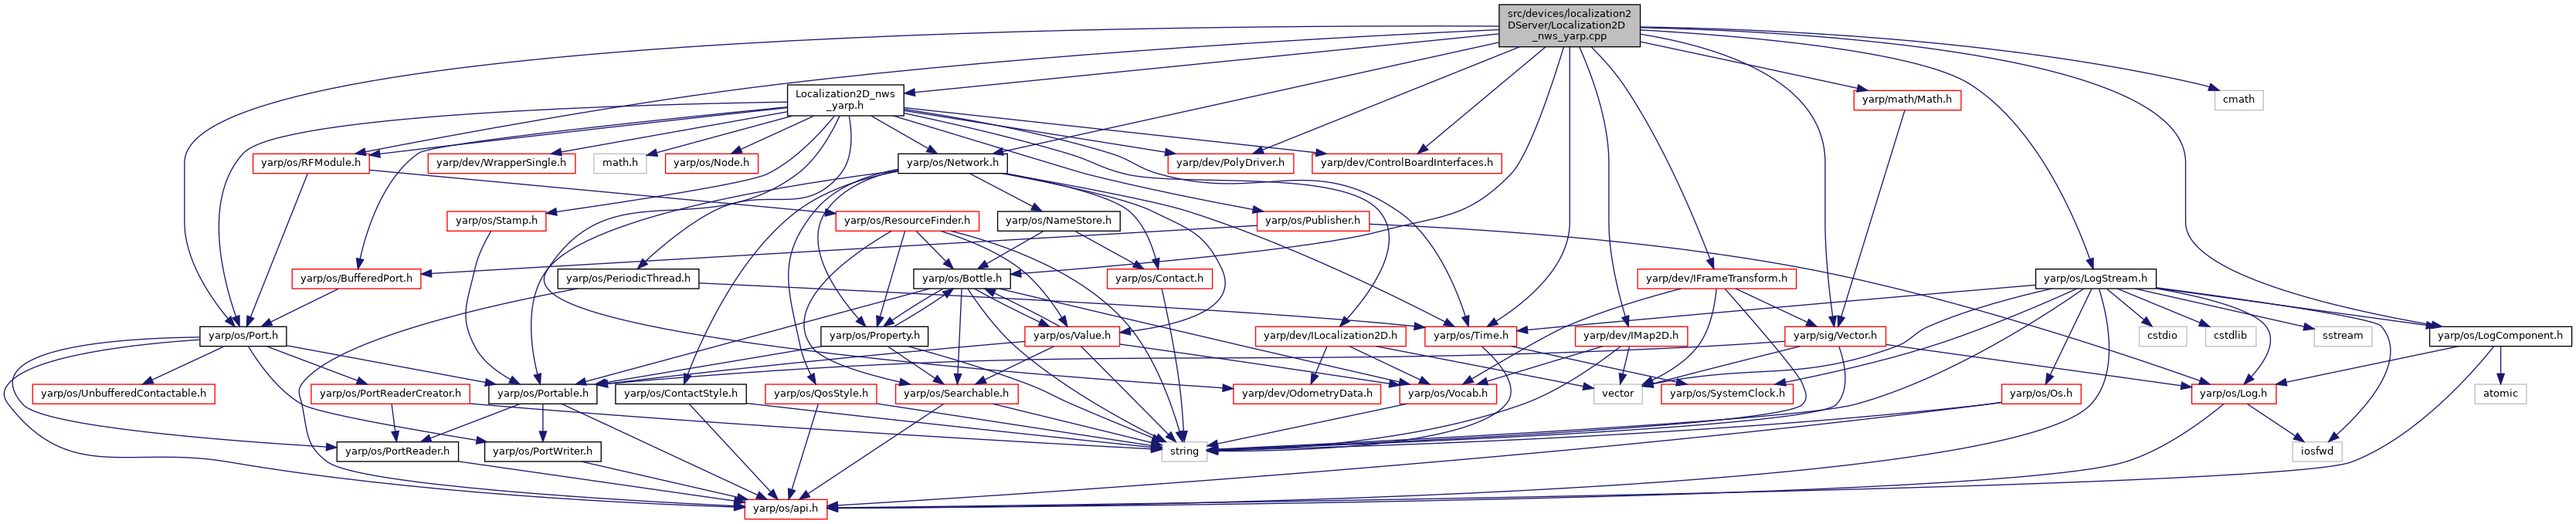 src/devices/localization2
DServer/Localization2D
_nws_yarp.cpp
Localization2D_nws
_yarp.h
yarp/math/Math.h
cmath
yarp/os/RFModule.h
yarp/dev/WrapperSingle.h
math.h
yarp/os/Node.h
yarp/os/Network.h
yarp/dev/PolyDriver.h
yarp/dev/ControlBoardInterfaces.h
yarp/os/Stamp.h
yarp/os/ResourceFinder.h
yarp/os/NameStore.h
yarp/os/Publisher.h
yarp/os/BufferedPort.h
yarp/os/PeriodicThread.h
yarp/os/Bottle.h
yarp/os/Contact.h
yarp/dev/IFrameTransform.h
yarp/os/LogStream.h
yarp/os/Port.h
yarp/os/Property.h
yarp/os/Value.h
yarp/dev/ILocalization2D.h
yarp/os/Time.h
yarp/dev/IMap2D.h
yarp/sig/Vector.h
cstdio
cstdlib
sstream
yarp/os/LogComponent.h
yarp/os/UnbufferedContactable.h
yarp/os/PortReaderCreator.h
yarp/os/Portable.h
yarp/os/ContactStyle.h
yarp/os/QosStyle.h
yarp/os/Searchable.h
yarp/dev/OdometryData.h
yarp/os/Vocab.h
vector
yarp/os/SystemClock.h
yarp/os/Os.h
yarp/os/Log.h
atomic
yarp/os/PortReader.h
yarp/os/PortWriter.h
string
iosfwd
yarp/os/api.h